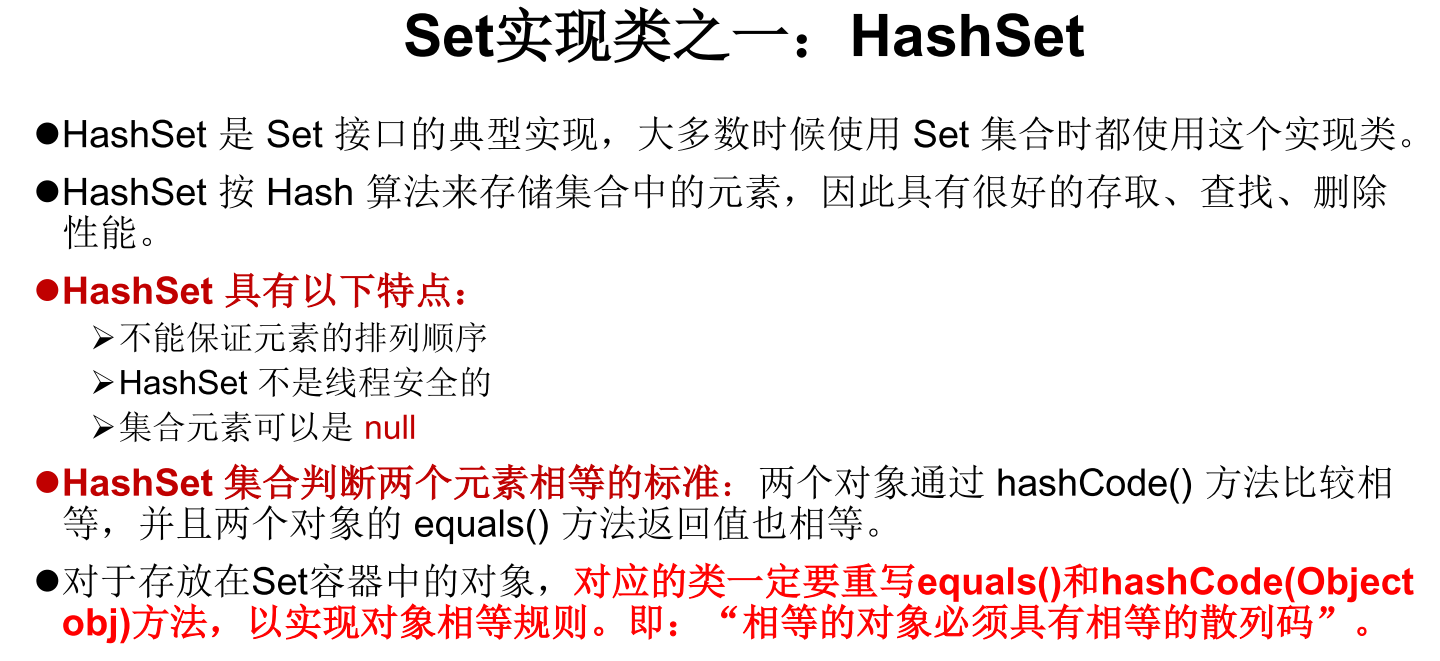 Set实现类之一：HashSet
●HashSet 是 Set 接口的典型实现，大多数时候使用 Set 集合时都使用这个实现类。
●HashSet 按 Hash 算法来存储集合中的元素，因此具有很好的存取、查找、删除
性能。
●HashSet 具有以下特点：
➢不能保证元素的排列顺序
➢HashSet 不是线程安全的
➢集合元素可以是 null
●HashSet 集合判断两个元素相等的标准：两个对象通过 hashCode() 方法比较相
等，并且两个对象的 equals() 方法返回值也相等。
●对于存放在Set容器中的对象，对应的类一定要重写equals()和hashCode(Object
obj)方法，以实现对象相等规则。即：“相等的对象必须具有相等的散列码”。